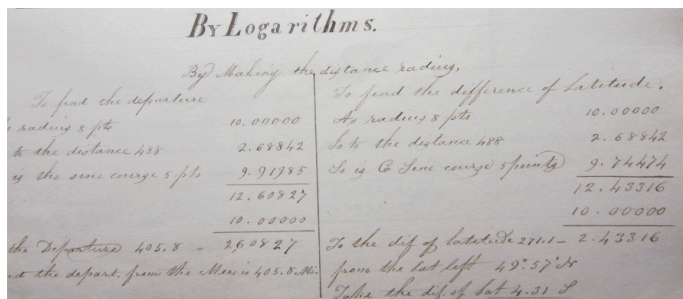 By Logarithms.
By Making the distance radius.
To find the departure
radius 8 pts 10.00000
to the distance 488 2.68842
is the sine course 5 pts 9.91985
12.60827
10.00000
the Departure 405.8 – 2,60827
the depart. from the Meri is 405.8 Mi
To find the difference of Latitude.
As radius 8 pts 10.00000
So to the distance 488 2.68842
So is Co Sine course 5 points 9.74474
12.43316
10.00000
To the dif. of Latitude 271.1 – 2.43316
from the Lat left 49°.57' N
Take the dif. of Lat 4.31 S